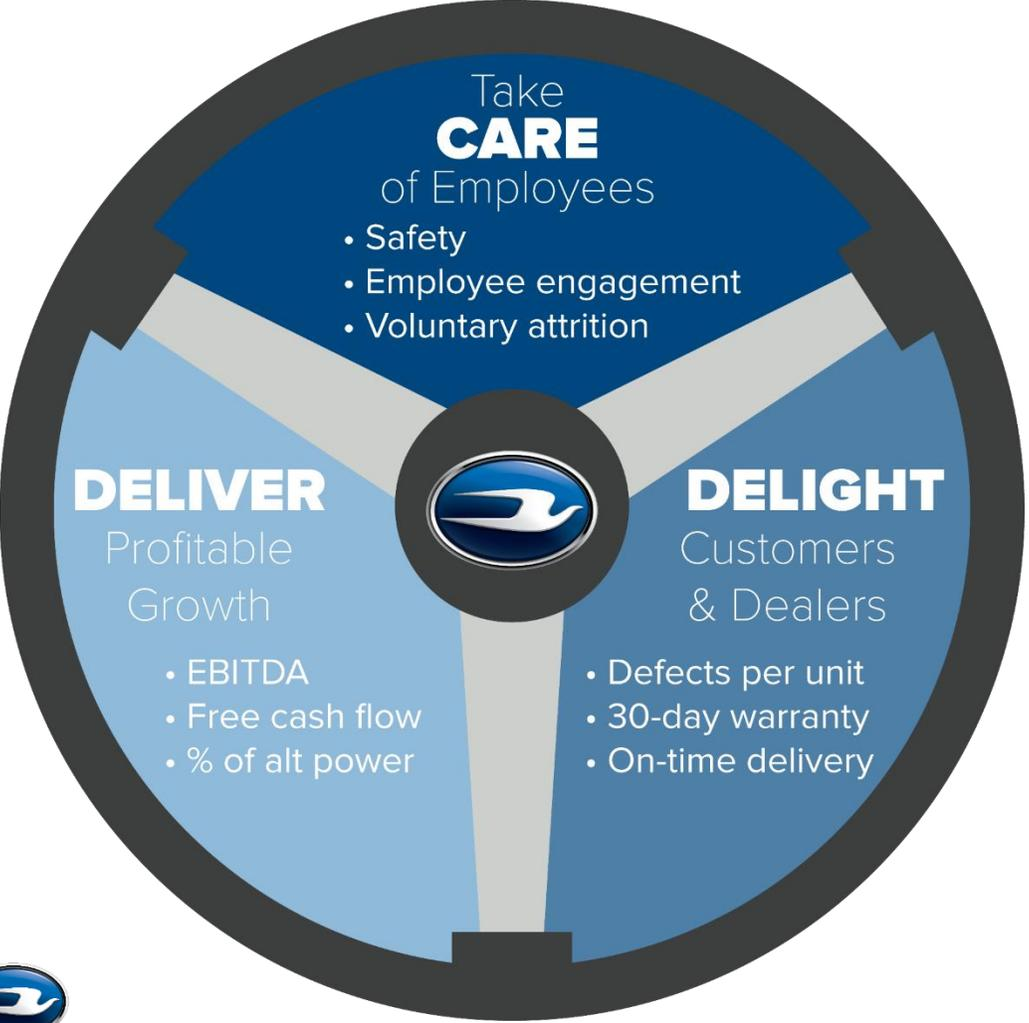 Take
CARE
of Employees
• Safety
• Employee engagement
• Voluntary attrition
DELIVER
Profitable
Growth
• EBITDA
• Free cash flow
• % of alt power
DELIGHT
Customers
& Dealers
• Defects per unit
• 30-day warranty
• On-time delivery